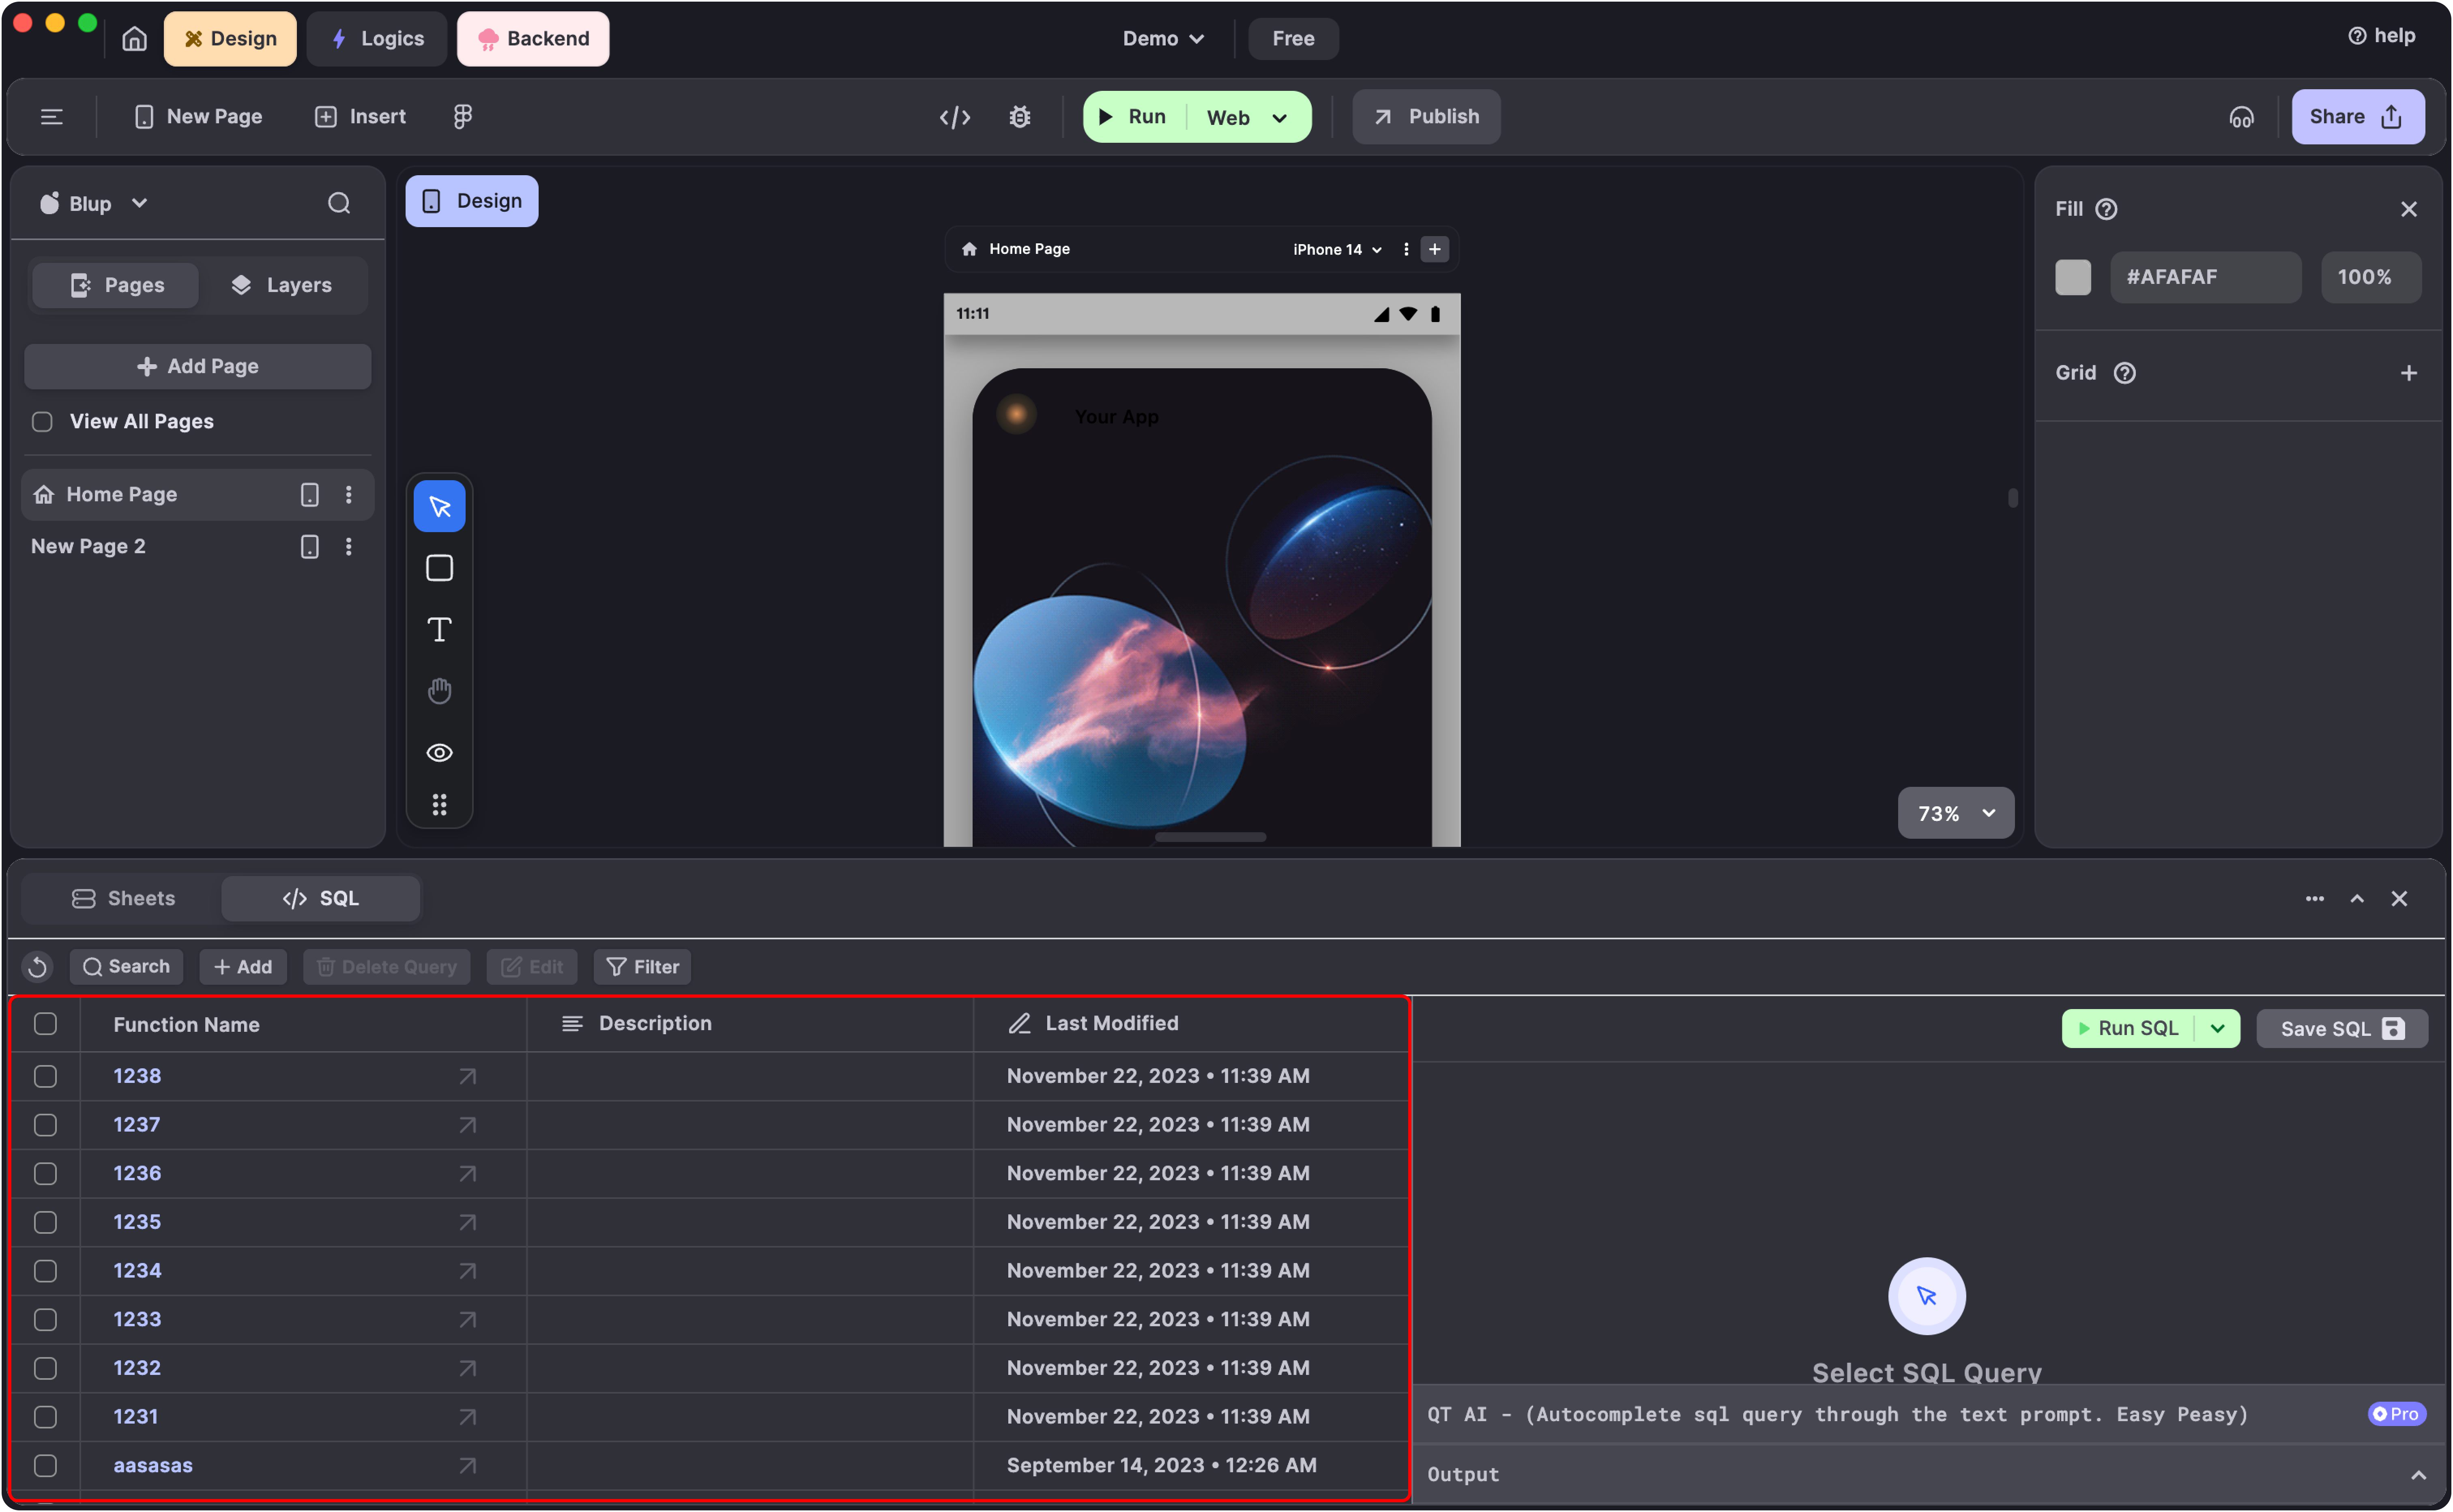 Design
Logics
Backend
Demo
Free
help
New Page
Insert
Run
Web
Publish
Share
Blup
Pages
Layers
Add Page
View All Pages
Home Page
New Page 2
Design
Home Page
iPhone 14
11:11
Your App
73%
Fill
#AFAFAF
100%
Grid
Sheets
SQL
Search
Add
Delete Query
Edit
Filter
Function Name
Description
Last Modified
1238
November 22, 2023 • 11:39 AM
1237
November 22, 2023 • 11:39 AM
1236
November 22, 2023 • 11:39 AM
1235
November 22, 2023 • 11:39 AM
1234
November 22, 2023 • 11:39 AM
1233
November 22, 2023 • 11:39 AM
1232
November 22, 2023 • 11:39 AM
1231
November 22, 2023 • 11:39 AM
aasasas
September 14, 2023 • 12:26 AM
Run SQL
Save SQL
Select SQL Query
QT AI - (Autocomplete sql query through the text prompt. Easy Peasy)
Pro
Output